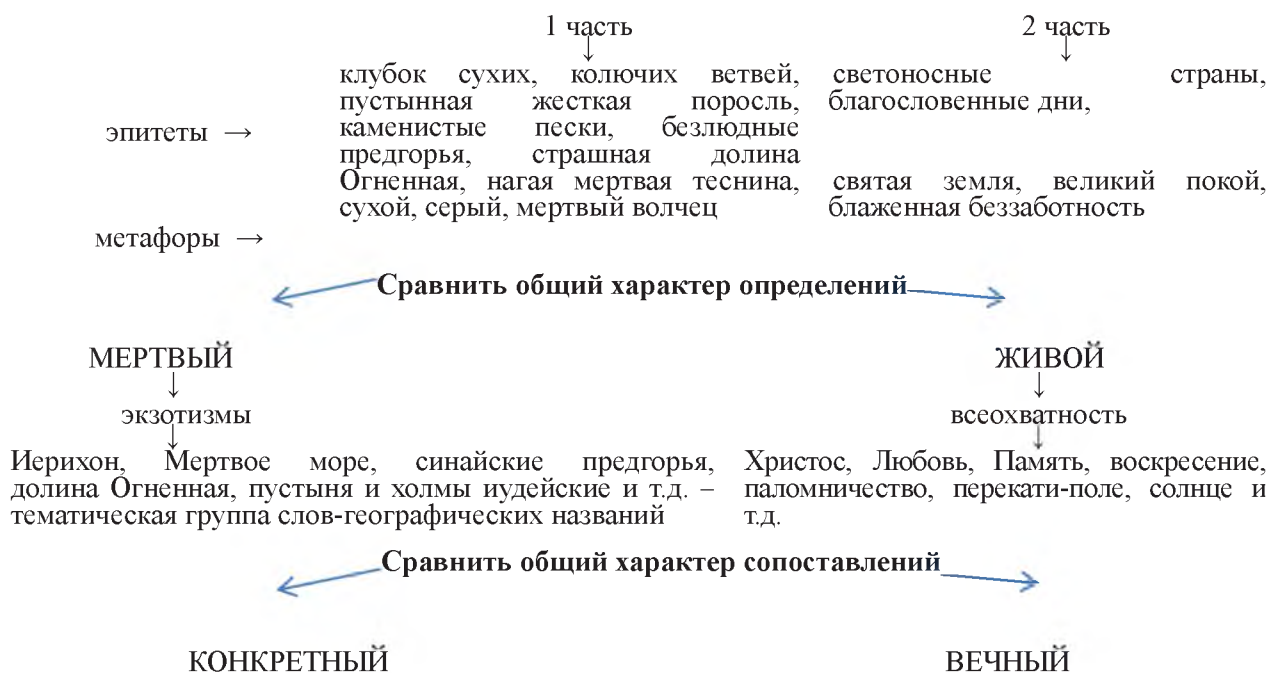 1 часть 2 часть
↓ ↓
клубок сухих, колючих ветвей, светоносные страны,
пустынная жесткая поросль, благословенные дни,
эпитеты → каменистые пески, безлюдные
предгорья, страшная долина
Огненная, нагая мертвая теснина, святая земля, великий покой,
сухой, серый, мертвый волчец блаженная беззаботность
метафоры →
Сравнить общий характер определений
МЕРТВЫЙ ЖИВОЙ
↓ ↓
экзотизмы всеохватность
↓ ↓
Иерихон, Мертвое море, синайские предгорья, Христос, Любовь, Память, воскресение,
долина Огненная, пустыня и холмы иудейские и т.д. – паломничество, перекати-поле, солнце и
тематическая группа слов-географических названий т.д.
Сравнить общий характер сопоставлений
КОНКРЕТНЫЙ ВЕЧНЫЙ